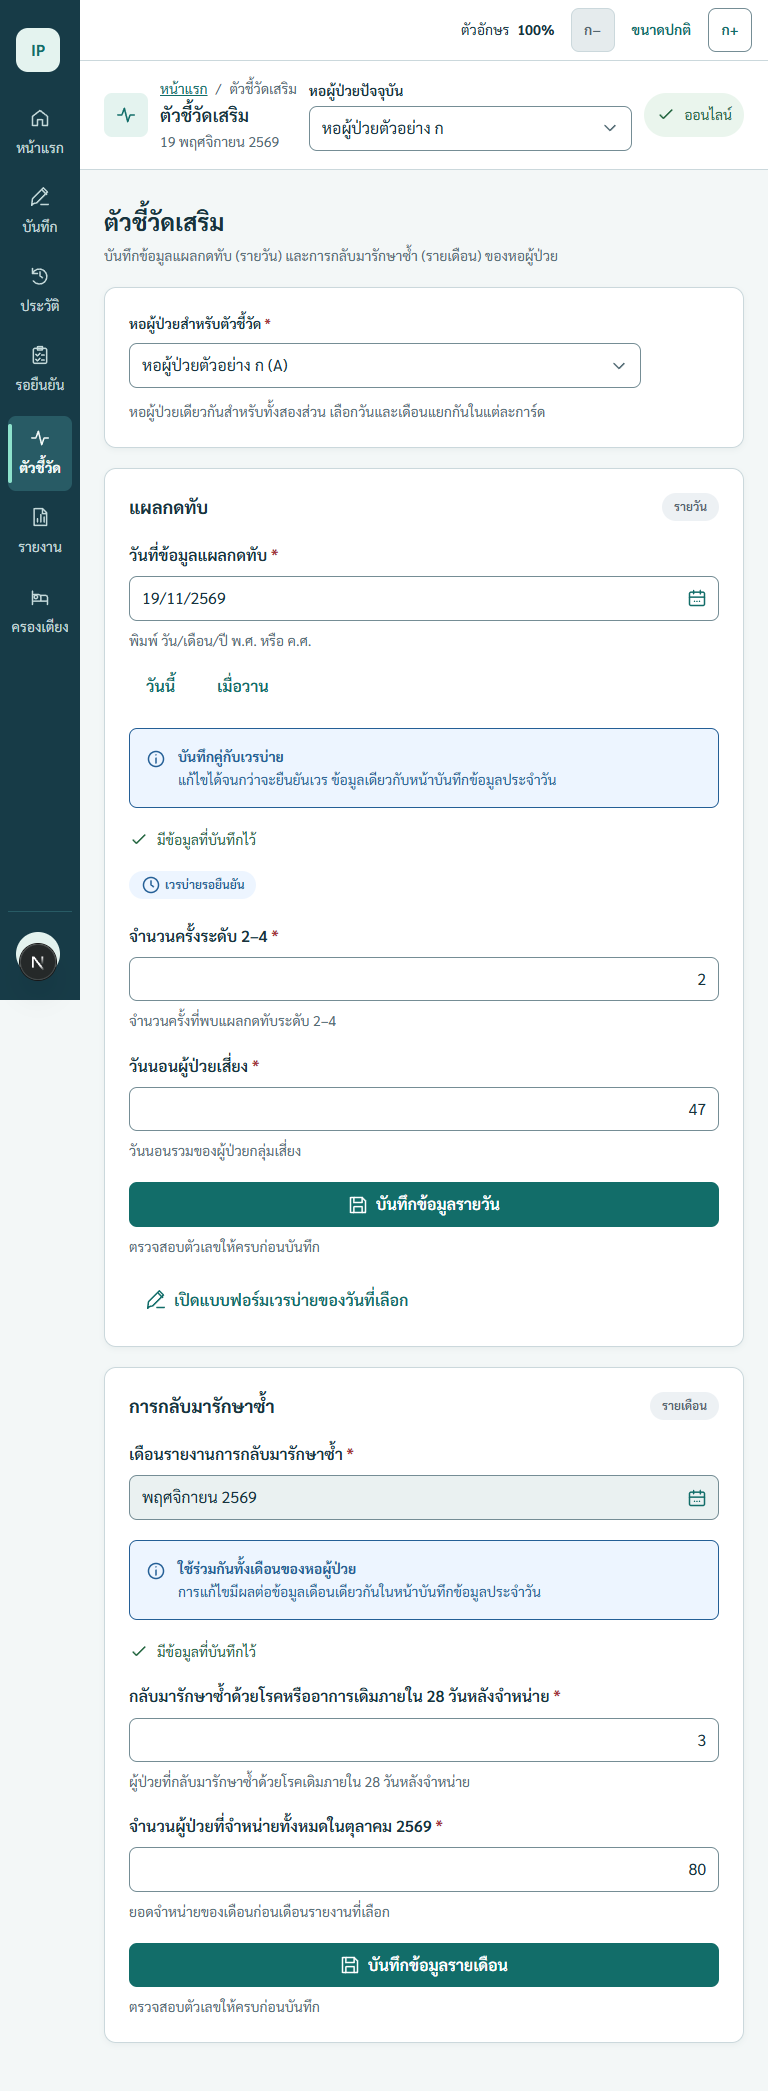 IP
หน้าแรก
บันทึก
ประวัติ
รอยืนยัน
ตัวชี้วัด
รายงาน
ครองเตียง
N
ตัวอักษร 100% ก− ขนาดปกติ ก+
หน้าแรก / ตัวชี้วัดเสริม
ตัวชี้วัดเสริม
19 พฤศจิกายน 2569
หอผู้ป่วยปัจจุบัน
หอผู้ป่วยตัวอย่าง ก
ออนไลน์
ตัวชี้วัดเสริม
บันทึกข้อมูลแผลกดทับ (รายวัน) และการกลับมารักษาซ้ำ (รายเดือน) ของหอผู้ป่วย
หอผู้ป่วยสำหรับตัวชี้วัด *
หอผู้ป่วยตัวอย่าง ก (A)
หอผู้ป่วยเดียวกันสำหรับทั้งสองส่วน เลือกวันและเดือนแยกกันในแต่ละการ์ด
แผลกดทับ รายวัน
วันที่ข้อมูลแผลกดทับ *
19/11/2569
พิมพ์ วัน/เดือน/ปี พ.ศ. หรือ ค.ศ.
วันนี้ เมื่อวาน
บันทึกคู่กับเวรบ่าย
แก้ไขได้จนกว่าจะยืนยันเวร ข้อมูลเดียวกับหน้าบันทึกข้อมูลประจำวัน
มีข้อมูลที่บันทึกไว้
เวรบ่ายรอยืนยัน
จำนวนครั้งระดับ 2–4 *
2
จำนวนครั้งที่พบแผลกดทับระดับ 2–4
วันนอนผู้ป่วยเสี่ยง *
47
วันนอนรวมของผู้ป่วยกลุ่มเสี่ยง
บันทึกข้อมูลรายวัน
ตรวจสอบตัวเลขให้ครบก่อนบันทึก
เปิดแบบฟอร์มเวรบ่ายของวันที่เลือก
การกลับมารักษาซ้ำ รายเดือน
เดือนรายงานการกลับมารักษาซ้ำ *
พฤศจิกายน 2569
ใช้ร่วมกันทั้งเดือนของหอผู้ป่วย
การแก้ไขมีผลต่อข้อมูลเดือนเดียวกันในหน้าบันทึกข้อมูลประจำวัน
มีข้อมูลที่บันทึกไว้
กลับมารักษาซ้ำด้วยโรคหรืออาการเดิมภายใน 28 วันหลังจำหน่าย *
3
ผู้ป่วยที่กลับมารักษาซ้ำด้วยโรคเดิมภายใน 28 วันหลังจำหน่าย
จำนวนผู้ป่วยที่จำหน่ายทั้งหมดในตุลาคม 2569 *
80
ยอดจำหน่ายของเดือนก่อนเดือนรายงานที่เลือก
บันทึกข้อมูลรายเดือน
ตรวจสอบตัวเลขให้ครบก่อนบันทึก